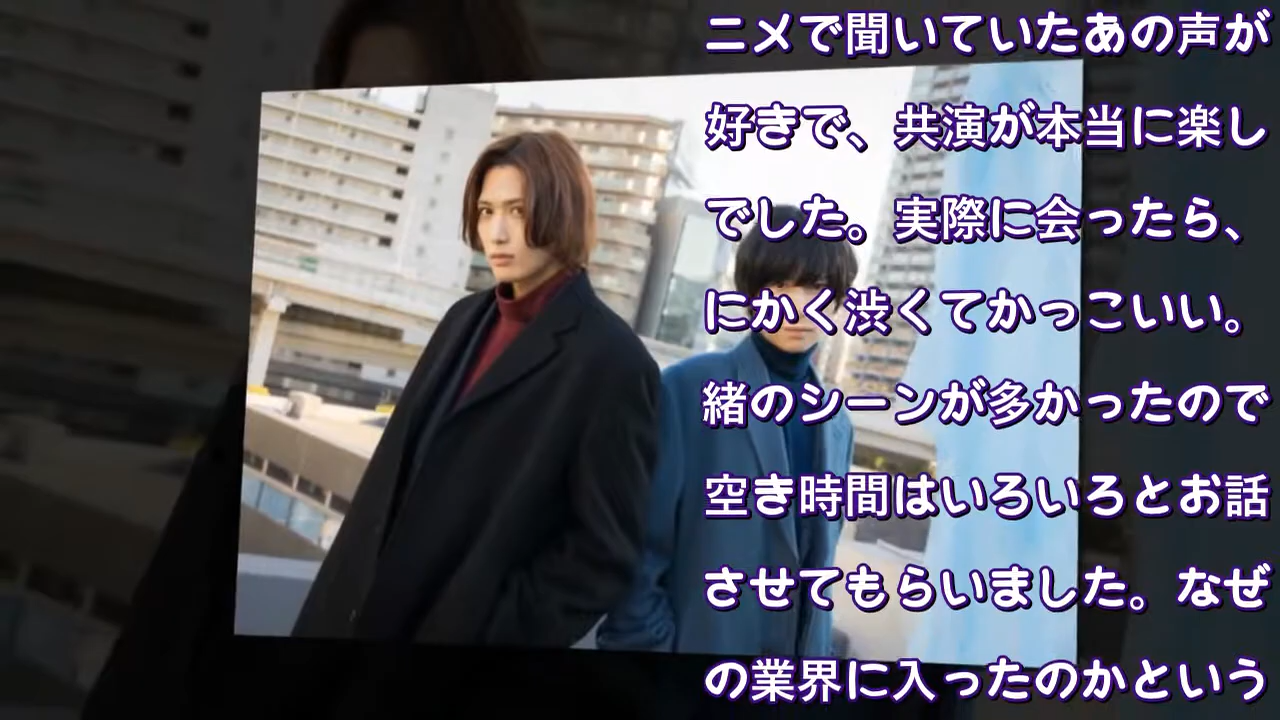 ニメで聞いていたあの声が
好きで、共演が本当に楽し
でした。実際に会ったら、
にかく渋くてかっこいい。
緒のシーンが多かったので
空き時間はいろいろとお話
させてもらいました。なぜ
の業界に入ったのかという